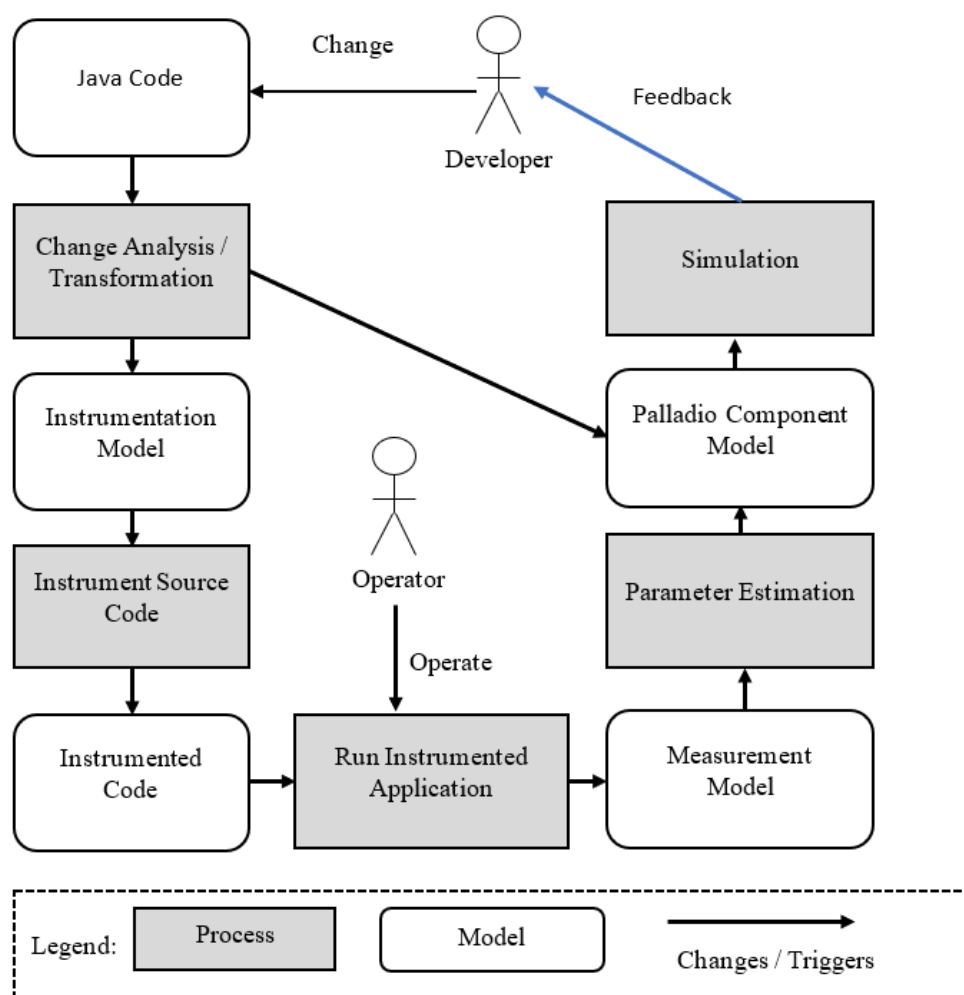 Change
Java Code
Feedback
Developer
Change Analysis /
Transformation
Simulation
Instrumentation
Model
Palladio Component
Model
Operator
Instrument Source
Code
Parameter Estimation
Operate
Instrumented
Code
Run Instrumented
Application
Measurement
Model
Legend:
Process
Model
Changes / Triggers